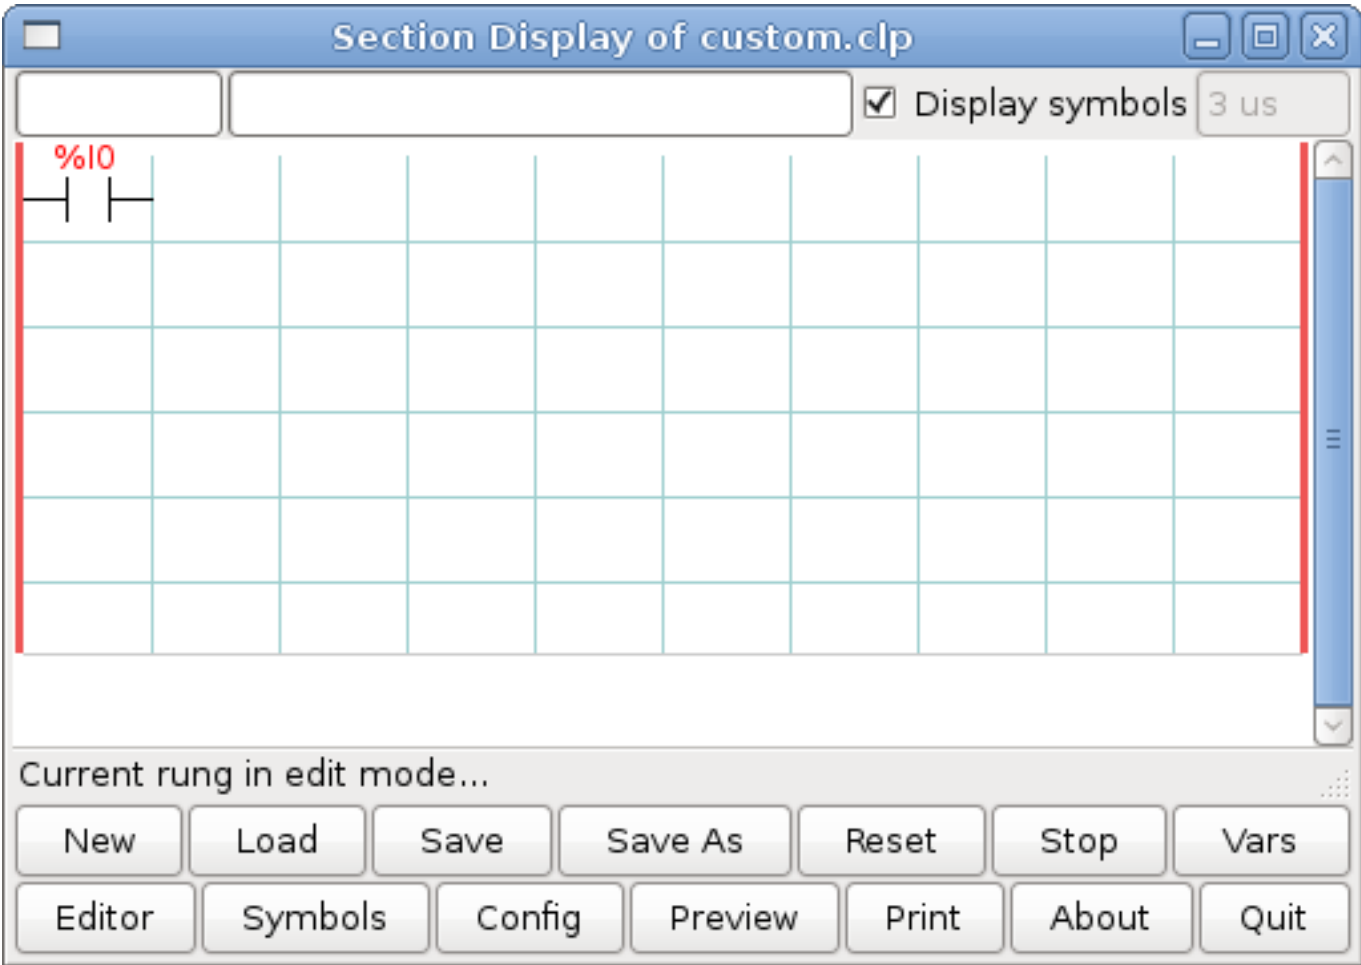 Section Display of custom.clp
Display symbols 3 us
%I0
Current rung in edit mode...
New Load Save Save As Reset Stop Vars
Editor Symbols Config Preview Print About Quit